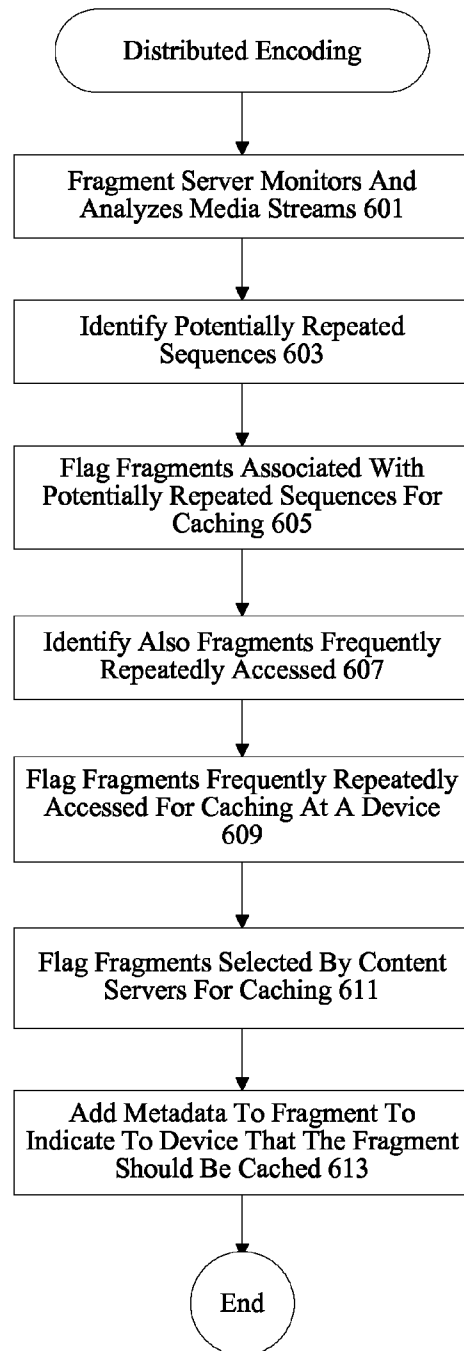 Distributed Encoding
Fragment Server Monitors And
Analyzes Media Streams 601
Identify Potentially Repeated
Sequences 603
Flag Fragments Associated With
Potentially Repeated Sequences For
Caching 605
Identify Also Fragments Frequently
Repeatedly Accessed 607
Flag Fragments Frequently Repeatedly
Accessed For Caching At A Device
609
Flag Fragments Selected By Content
Servers For Caching 611
Add Metadata To Fragment To
Indicate To Device That The Fragment
Should Be Cached 613
End